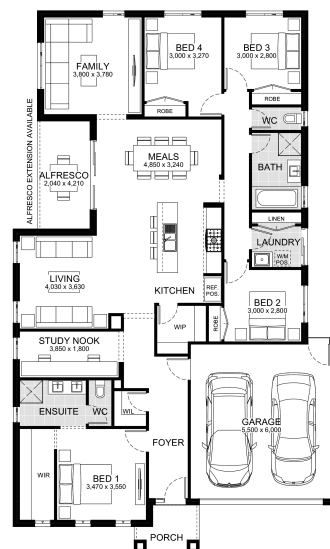 BED 4
3,000 x 3,270
BED 3
3,000 x 2,800
FAMILY
3,800 x 3,780
ROBE
ROBE
WC
ALFRESCO EXTENSION AVAILABLE
MEALS
4,850 x 3,240
BATH
ALFRESCO
2,040 x 4,210
LINEN
LAUNDRY
W/M
POS.
LIVING
4,030 x 3,630
KITCHEN
REF.
POS.
BED 2
3,000 x 2,800
WIP
ROBE
STUDY NOOK
3,850 x 1,800
ENSUITE
WC
WIL
GARAGE
5,500 x 6,000
FOYER
WIR
BED 1
3,470 x 3,550
PORCH